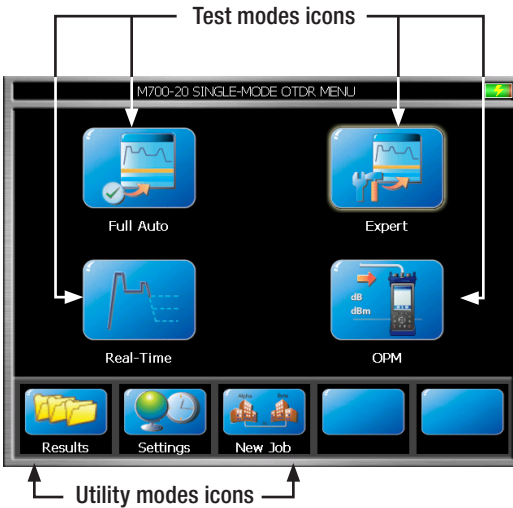 Test modes icons
M700-20 SINGLE-MODE OTDR MENU
Full Auto
Expert
dB
dBm
Real-Time
OPM
Alpha
Results
Settings
New Job
Utility modes icons